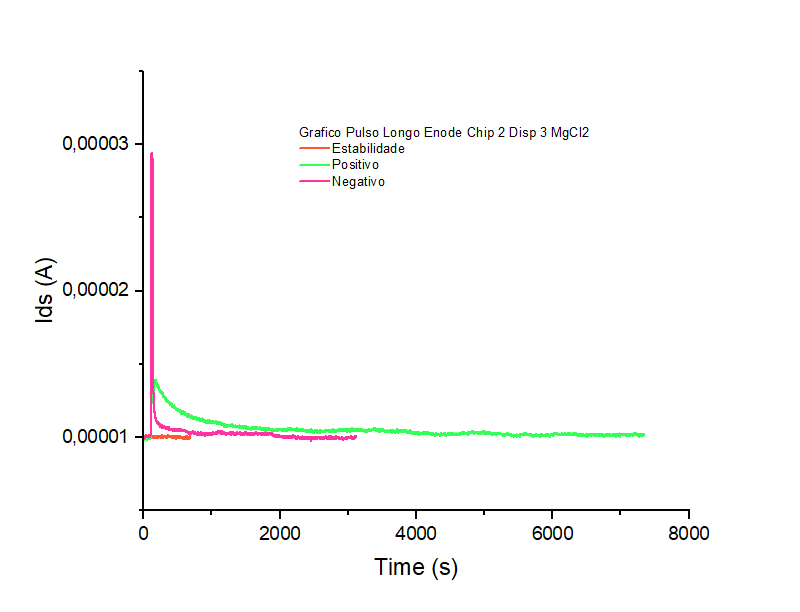 Grafico Pulso Longo Enode Chip 2 Disp 3 MgCl2
Estabilidade
Positivo
Negativo
0,00003
0,00002
0,00001
Ids (A)
0 2000 4000 6000 8000
Time (s)